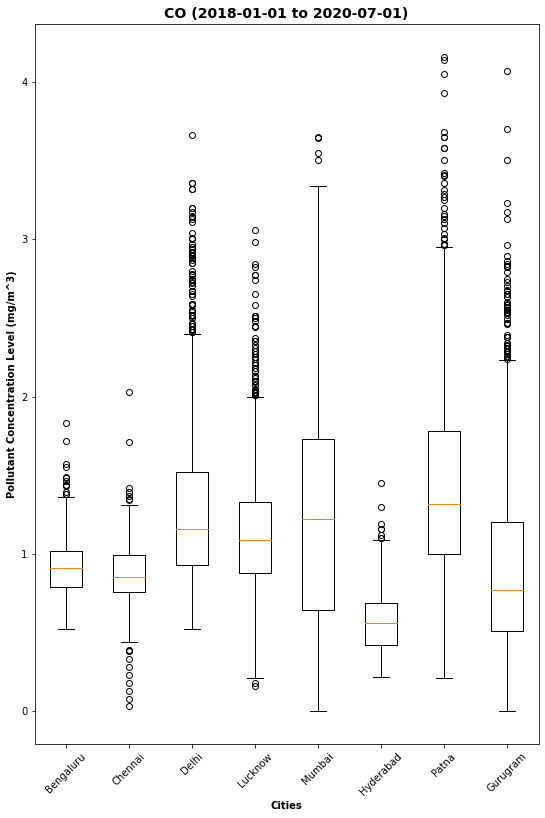 CO (2018-01-01 to 2020-07-01)
Pollutant Concentration Level (mg/m^3)
4
3
2
1
0
Bengaluru
Chennai
Delhi
Lucknow
Mumbai
Hyderabad
Patna
Gurugram
Cities